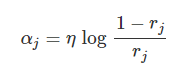 α_j = η log (1 − r_j) / r_j